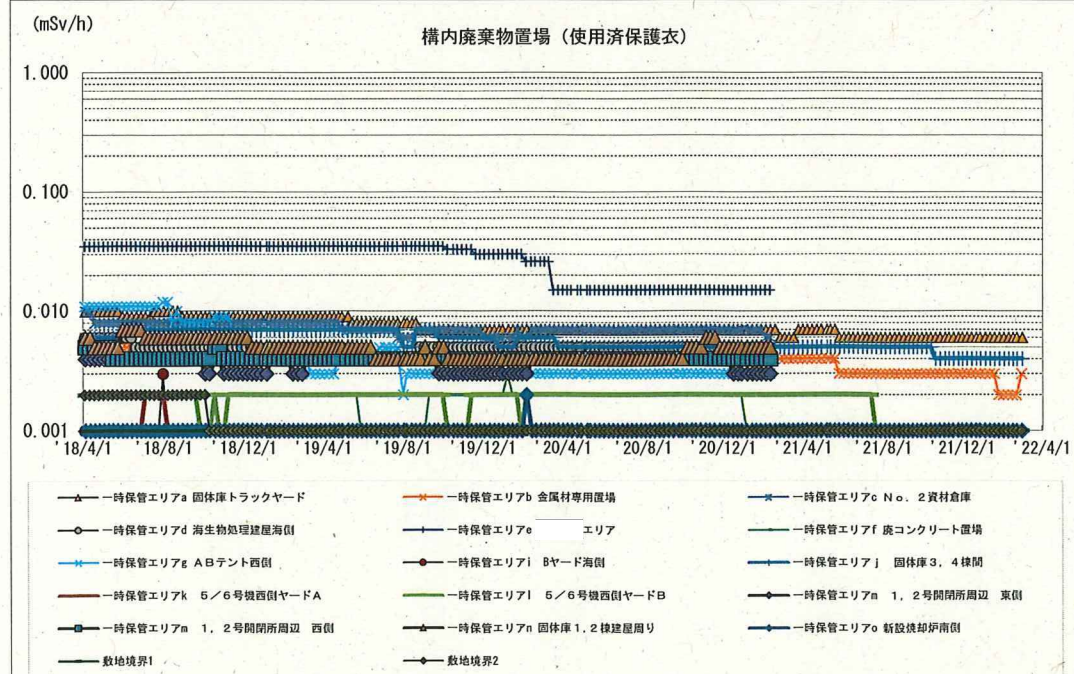 (mSv/h)
構内廃棄物置場（使用済保護衣）
1.000
0.100
0.010
0.001
18/4/1 18/8/1 18/12/1 19/4/1 19/8/1 19/12/1 20/4/1 20/8/1 20/12/1 21/4/1 21/8/1 21/12/1 22/4/1
一時保管エリアa 固体庫トラックヤード 一時保管エリアb 金属材専用置場 一時保管エリアc No．2資材倉庫
一時保管エリアd 海生物処理建屋海側 一時保管エリアe エリア 一時保管エリアf 廃コンクリート置場
一時保管エリアg ABテント西側 一時保管エリアi Bヤード海側 一時保管エリアj 固体庫3，4棟間
一時保管エリアk 5／6号機西側ヤードA 一時保管エリアl 5／6号機西側ヤードB 一時保管エリアm 1，2号開閉所周辺 東側
一時保管エリアm 1，2号開閉所周辺 西側 一時保管エリアn 固体庫1,2棟建屋周り 一時保管エリアo 新設焼却炉南側
敷地境界1 敷地境界2